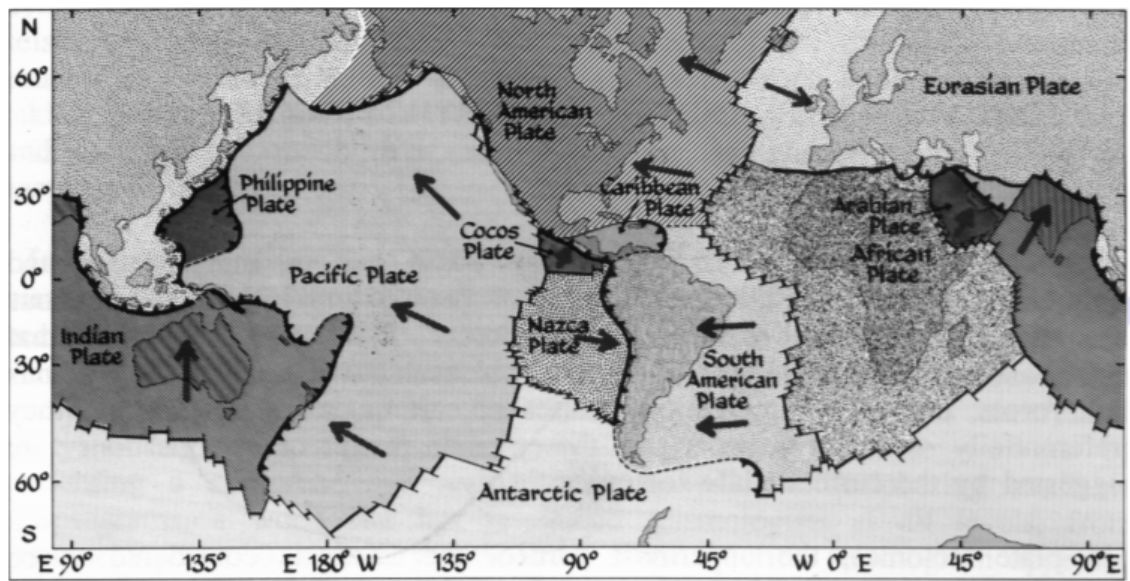 N
60°
30°
0°
30°
60°
S
North
American
Plate
Eurasian Plate
Philippine
Plate
Caribbean
Plate
Arabian
Plate
African
Plate
Cocos
Plate
Pacific Plate
Indian
Plate
Nazca
Plate
South
American
Plate
Antarctic Plate
E 90° 135° E 180° W 135° 90° 45° W 0° E 45° 90° E